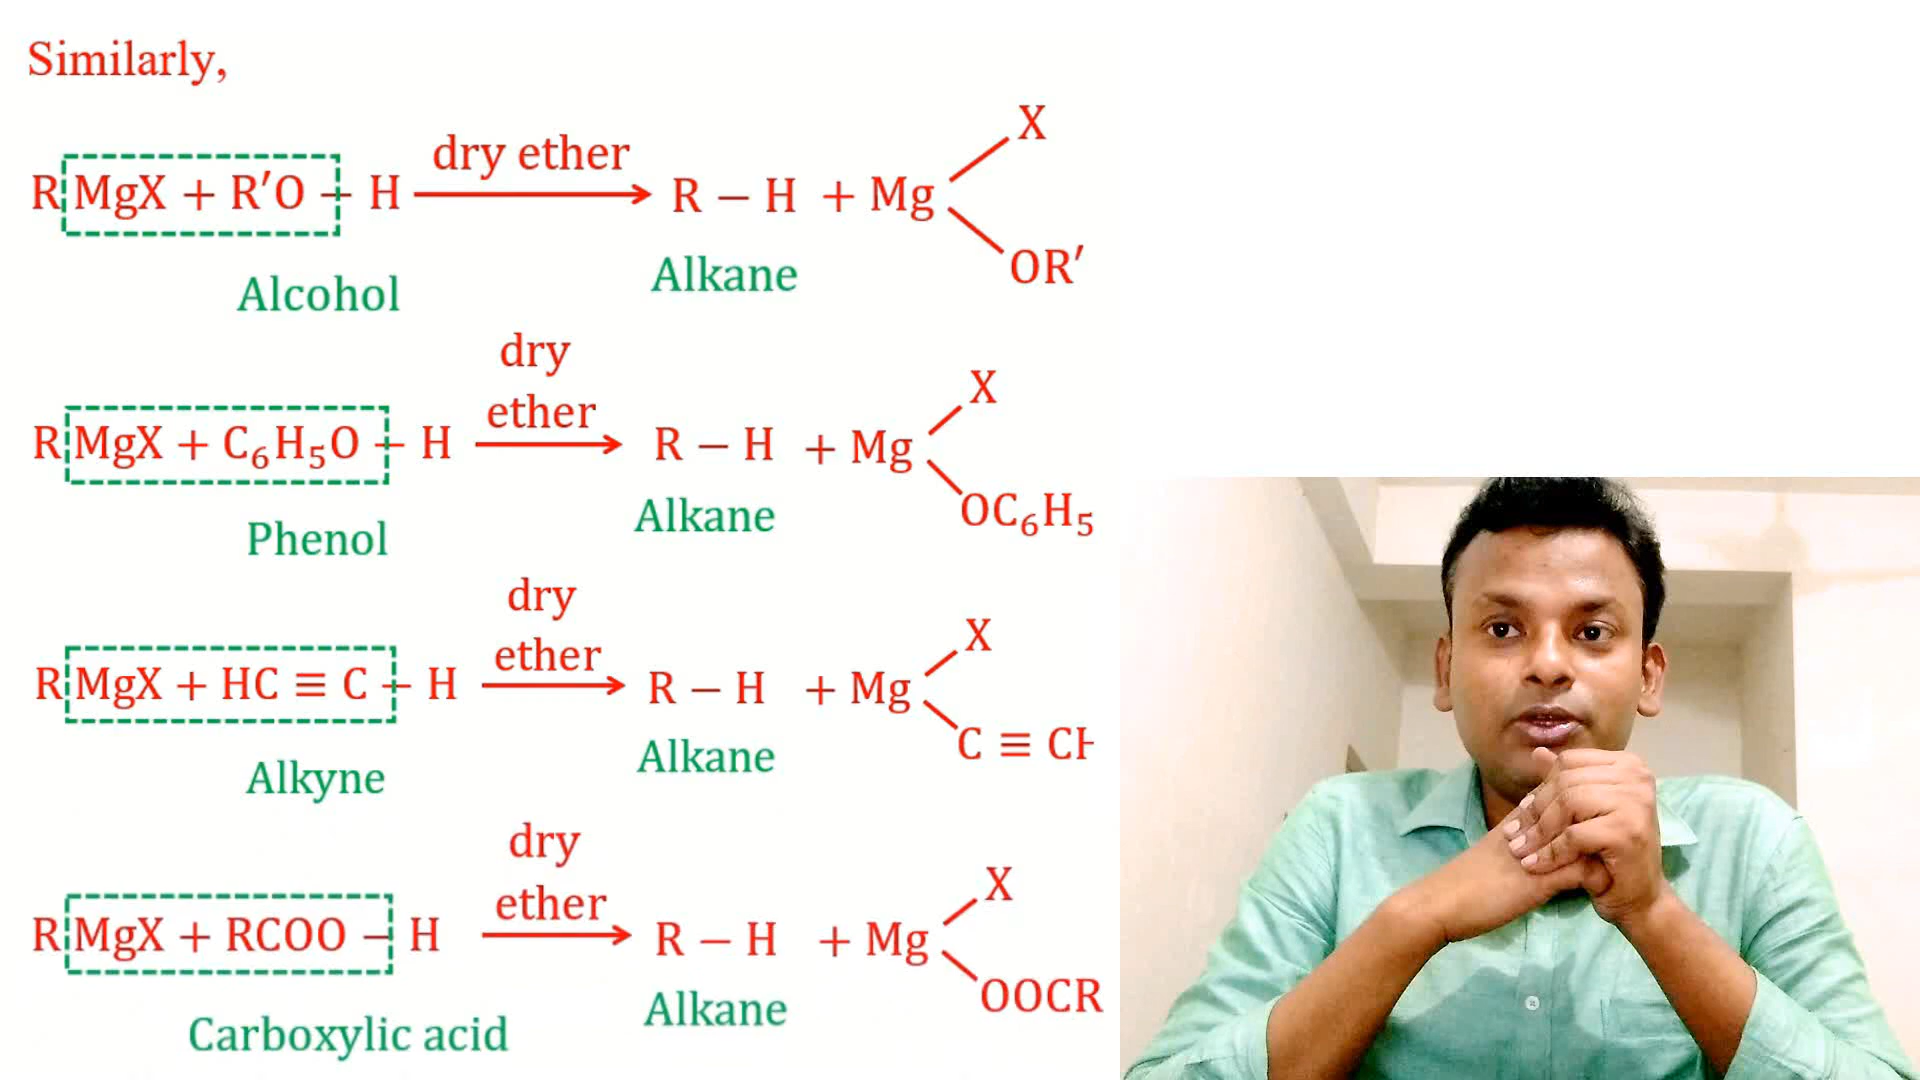 Similarly,
RMgX + R′O – H dry ether R – H + Mg X OR′
Alcohol Alkane
RMgX + C₆H₅O – H dry ether R – H + Mg X OC₆H₅
Phenol Alkane
RMgX + HC ≡ C – H dry ether R – H + Mg X C ≡ CH
Alkyne Alkane
RMgX + RCOO – H dry ether R – H + Mg X OOCR
Carboxylic acid Alkane